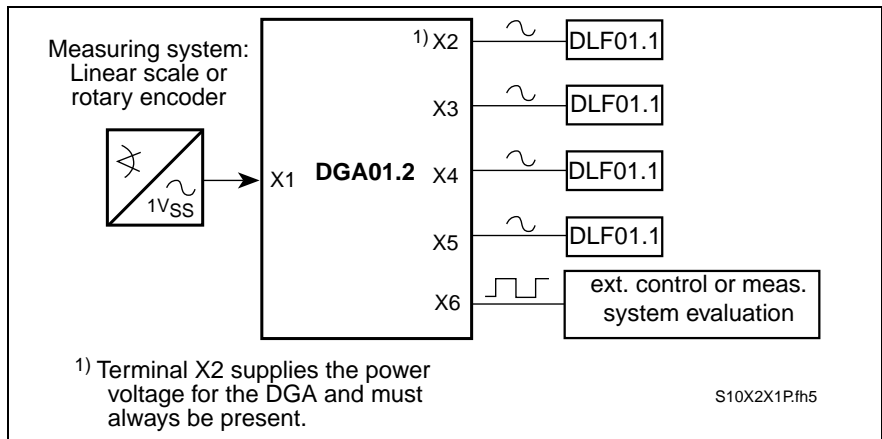 Measuring system:
Linear scale or
rotary encoder
1VSS
X1
DGA01.2
1) X2
DLF01.1
X3
DLF01.1
X4
DLF01.1
X5
DLF01.1
X6
ext. control or meas.
system evaluation
1) Terminal X2 supplies the power
voltage for the DGA and must
always be present.
S10X2X1P.fh5